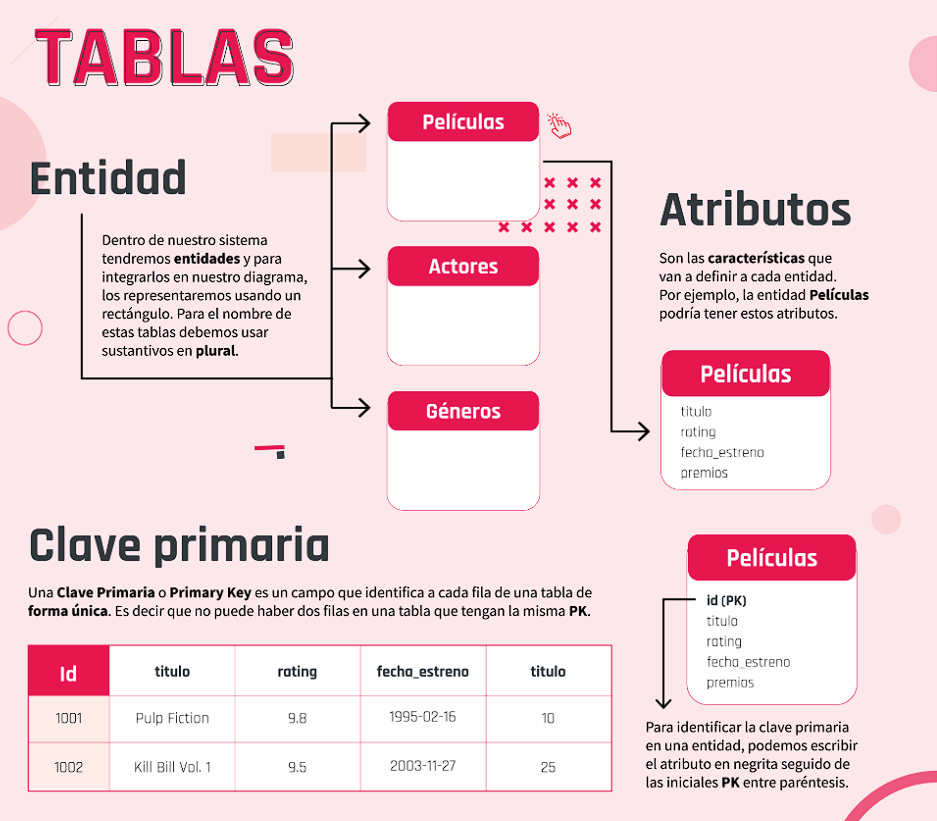 TABLAS
Entidad
Dentro de nuestro sistema
tendremos entidades y para
integrarlos en nuestro diagrama,
los representaremos usando un
rectángulo. Para el nombre de
estas tablas debemos usar
sustantivos en plural.
Películas
Actores
Géneros
Atributos
Son las características que
van a definir a cada entidad.
Por ejemplo, la entidad Películas
podría tener estos atributos.
Películas
titulo
rating
fecha_estreno
premios
Clave primaria
Una Clave Primaria o Primary Key es un campo que identifica a cada fila de una tabla de
forma única. Es decir que no puede haber dos filas en una tabla que tengan la misma PK.
Id titulo rating fecha_estreno titulo
1001 Pulp Fiction 9.8 1995-02-16 10
1002 Kill Bill Vol. 1 9.5 2003-11-27 25
Películas
id (PK)
titulo
rating
fecha_estreno
premios
Para identificar la clave primaria
en una entidad, podemos escribir
el atributo en negrita seguido de
las iniciales PK entre paréntesis.